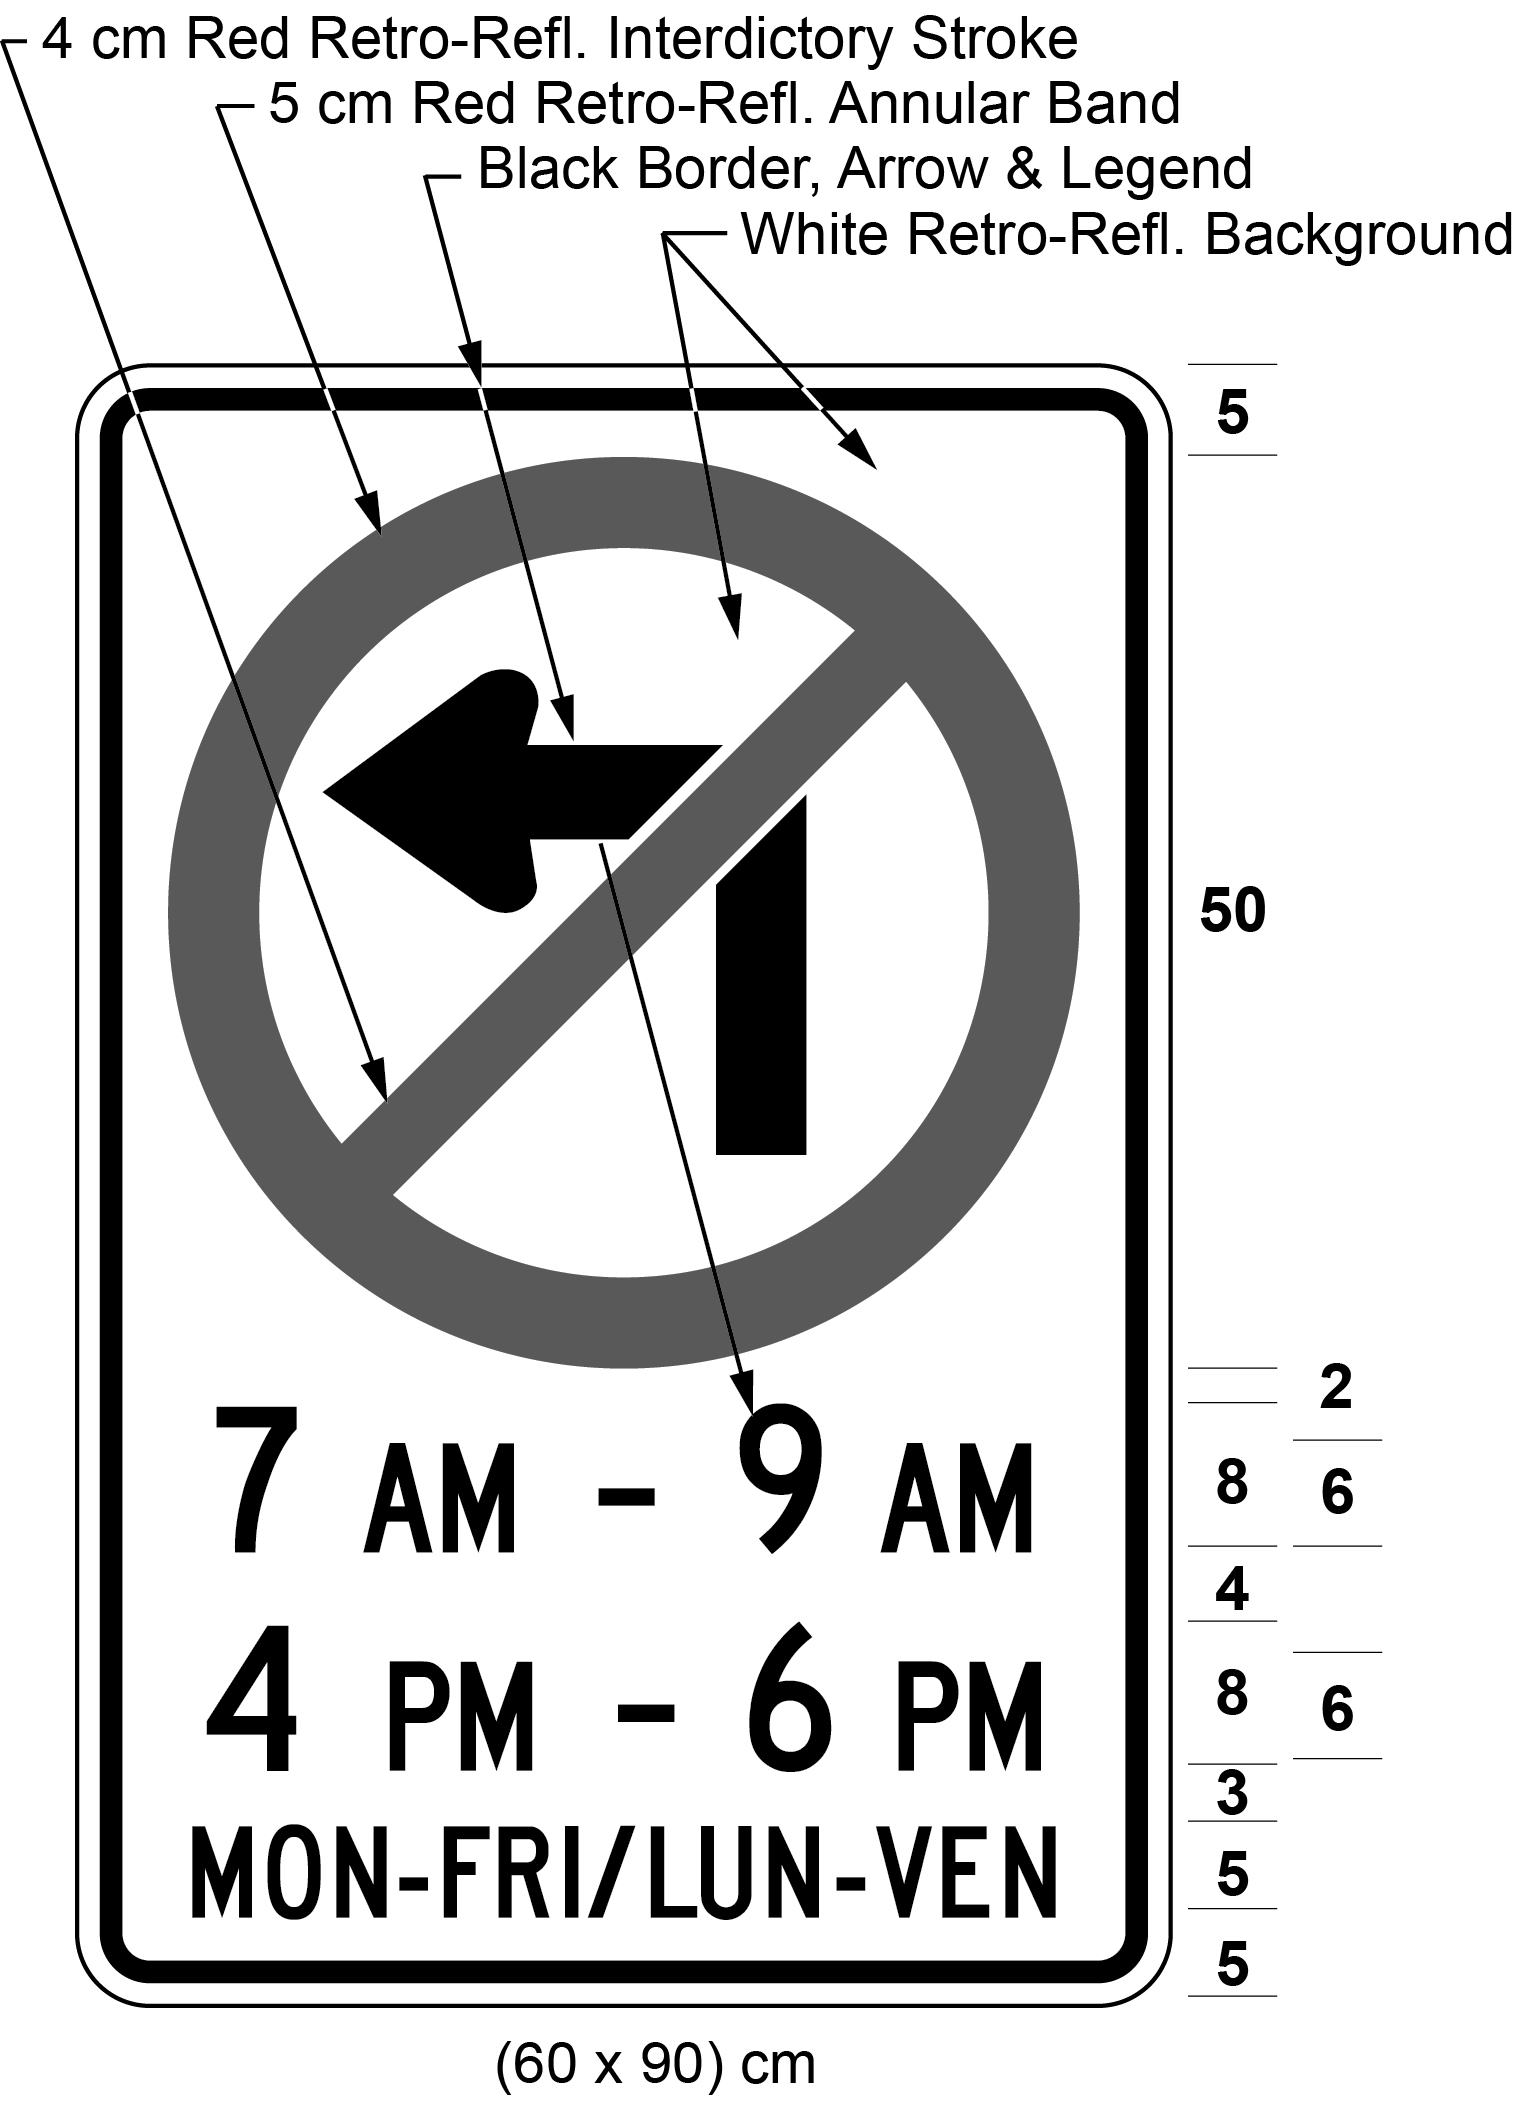 4 cm Red Retro-Refl. Interdictory Stroke
5 cm Red Retro-Refl. Annular Band
Black Border, Arrow & Legend
White Retro-Refl. Background
5
50
2
7 AM - 9 AM
8
6
4
4 PM - 6 PM
8
6
3
MON-FRI/LUN-VEN
5
5
(60 x 90) cm